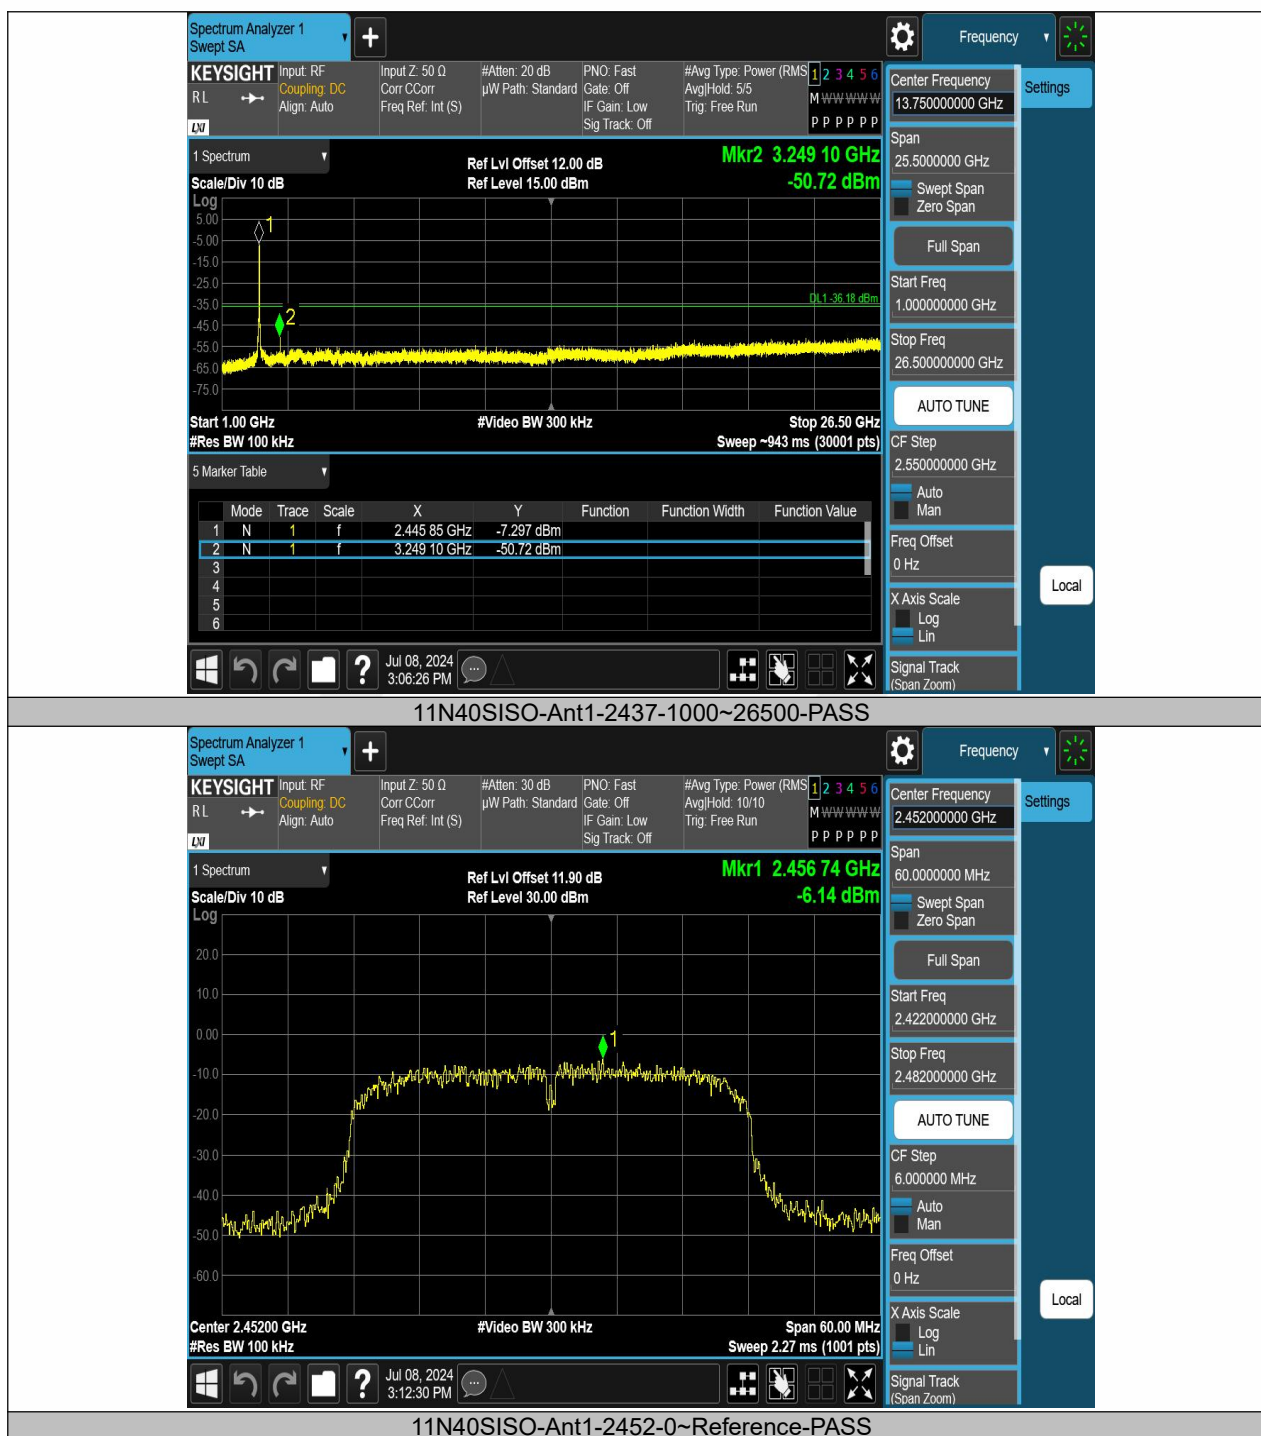 Spectrum Analyzer 1
Swept SA
+
Frequency
KEYSIGHT
RL
LXI
Input: RF
Coupling: DC
Align: Auto
Input Z: 50 Ω
Corr CCorr
Freq Ref: Int (S)
#Atten: 20 dB
µW Path: Standard
PNO: Fast
Gate: Off
IF Gain: Low
Sig Track: Off
#Avg Type: Power (RMS
Avg|Hold: 5/5
Trig: Free Run
1 2 3 4 5 6
M W W W W W
P P P P P P
Center Frequency
13.750000000 GHz
Settings
Span
25.5000000 GHz
Swept Span
Zero Span
Full Span
Start Freq
1.000000000 GHz
Stop Freq
26.500000000 GHz
AUTO TUNE
CF Step
2.550000000 GHz
Auto
Man
Freq Offset
0 Hz
X Axis Scale
Log
Lin
Signal Track
(Span Zoom)
Local
1 Spectrum
Scale/Div 10 dB
Ref Lvl Offset 12.00 dB
Ref Level 15.00 dBm
Mkr2 3.249 10 GHz
-50.72 dBm
Log
5.00
-5.00
-15.0
-25.0
-35.0
-45.0
-55.0
-65.0
-75.0
1
2
DL1 -36.18 dBm
Start 1.00 GHz
#Video BW 300 kHz
Stop 26.50 GHz
#Res BW 100 kHz
Sweep ~943 ms (30001 pts)
5 Marker Table
Mode Trace Scale X Y Function Function Width Function Value
1 N 1 f 2.445 85 GHz -7.297 dBm
2 N 1 f 3.249 10 GHz -50.72 dBm
3
4
5
6
?
Jul 08, 2024
3:06:26 PM
11N40SISO-Ant1-2437-1000~26500-PASS
Spectrum Analyzer 1
Swept SA
+
Frequency
KEYSIGHT
RL
LXI
Input: RF
Coupling: DC
Align: Auto
Input Z: 50 Ω
Corr CCorr
Freq Ref: Int (S)
#Atten: 30 dB
µW Path: Standard
PNO: Fast
Gate: Off
IF Gain: Low
Sig Track: Off
#Avg Type: Power (RMS
Avg|Hold: 10/10
Trig: Free Run
1 2 3 4 5 6
M W W W W W
P P P P P P
Center Frequency
2.452000000 GHz
Settings
Span
60.0000000 MHz
Swept Span
Zero Span
Full Span
Start Freq
2.422000000 GHz
Stop Freq
2.482000000 GHz
AUTO TUNE
CF Step
6.000000 MHz
Auto
Man
Freq Offset
0 Hz
X Axis Scale
Log
Lin
Signal Track
(Span Zoom)
Local
1 Spectrum
Scale/Div 10 dB
Ref Lvl Offset 11.90 dB
Ref Level 30.00 dBm
Mkr1 2.456 74 GHz
-6.14 dBm
Log
20.0
10.0
0.00
-10.0
-20.0
-30.0
-40.0
-50.0
-60.0
1
Center 2.45200 GHz
#Video BW 300 kHz
Span 60.00 MHz
#Res BW 100 kHz
Sweep 2.27 ms (1001 pts)
?
Jul 08, 2024
3:12:30 PM
11N40SISO-Ant1-2452-0~Reference-PASS